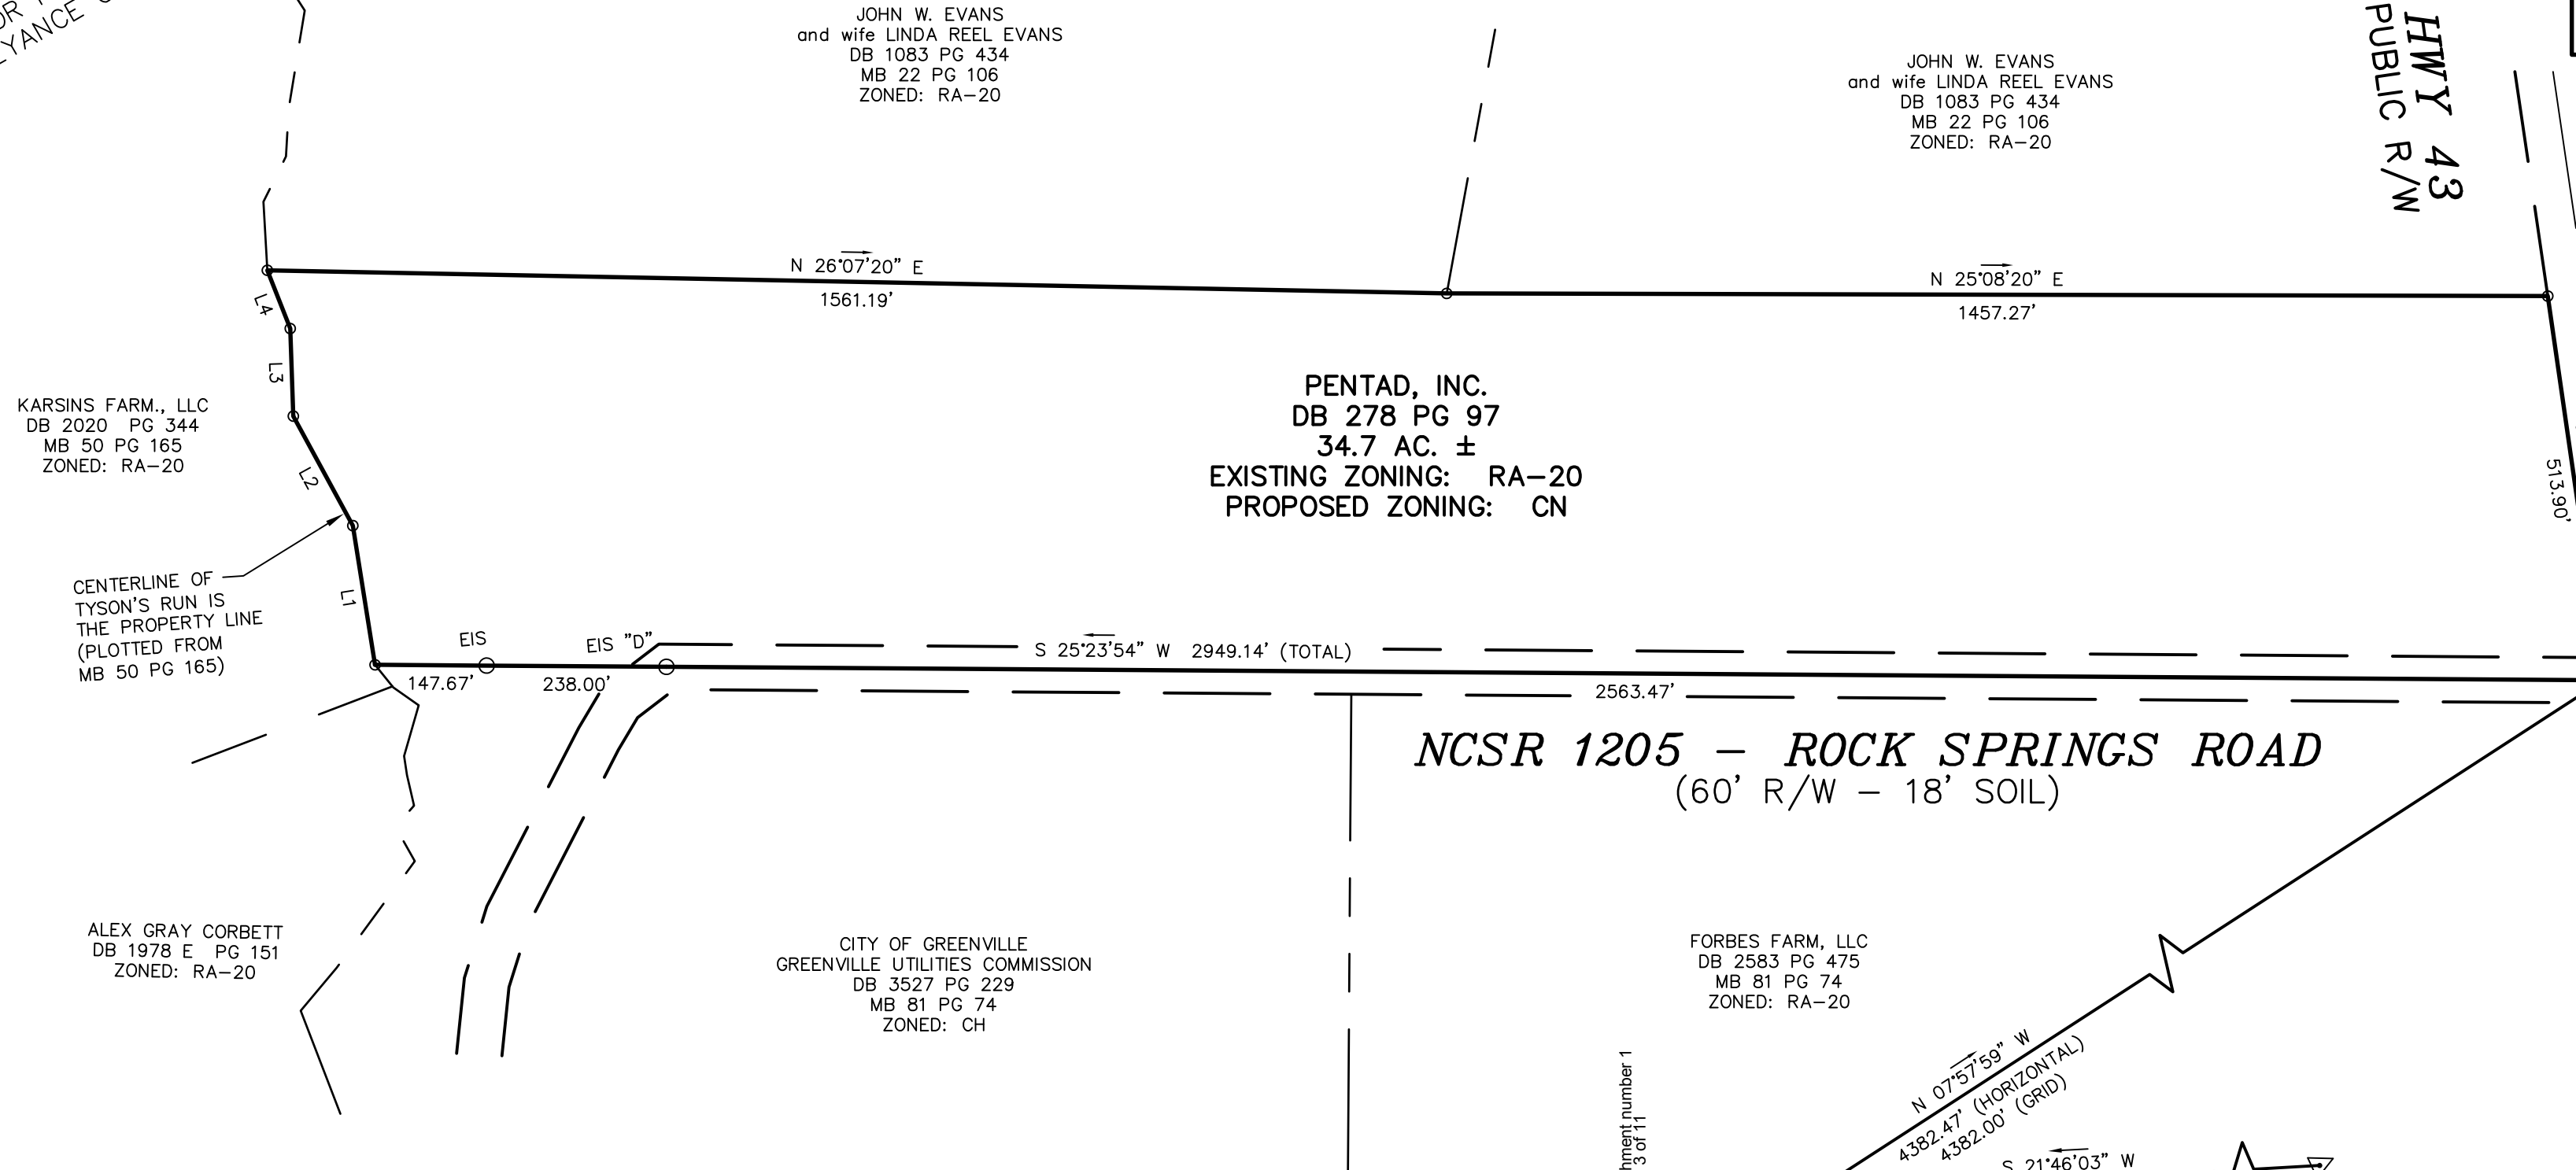 JOHN W. EVANS
and wife LINDA REEL EVANS
DB 1083 PG 434
MB 22 PG 106
ZONED: RA-20
JOHN W. EVANS
and wife LINDA REEL EVANS
DB 1083 PG 434
MB 22 PG 106
ZONED: RA-20
HWY 43
PUBLIC R/W
N 26°07'20" E
1561.19'
N 25°08'20" E
1457.27'
L4
L3
L2
L1
KARSINS FARM., LLC
DB 2020 PG 344
MB 50 PG 165
ZONED: RA-20
PENTAD, INC.
DB 278 PG 97
34.7 AC. ±
EXISTING ZONING: RA-20
PROPOSED ZONING: CN
513.90'
CENTERLINE OF
TYSON'S RUN IS
THE PROPERTY LINE
(PLOTTED FROM
MB 50 PG 165)
EIS
EIS "D"
S 25°23'54" W 2949.14' (TOTAL)
147.67'
238.00'
2563.47'
NCSR 1205 - ROCK SPRINGS ROAD
(60' R/W - 18' SOIL)
ALEX GRAY CORBETT
DB 1978 E PG 151
ZONED: RA-20
CITY OF GREENVILLE
GREENVILLE UTILITIES COMMISSION
DB 3527 PG 229
MB 81 PG 74
ZONED: CH
FORBES FARM, LLC
DB 2583 PG 475
MB 81 PG 74
ZONED: RA-20
number 1
3 of 11
N 07°57'59" W
4382.47' (HORIZONTAL)
4382.00' (GRID)
S 21°46'03" W